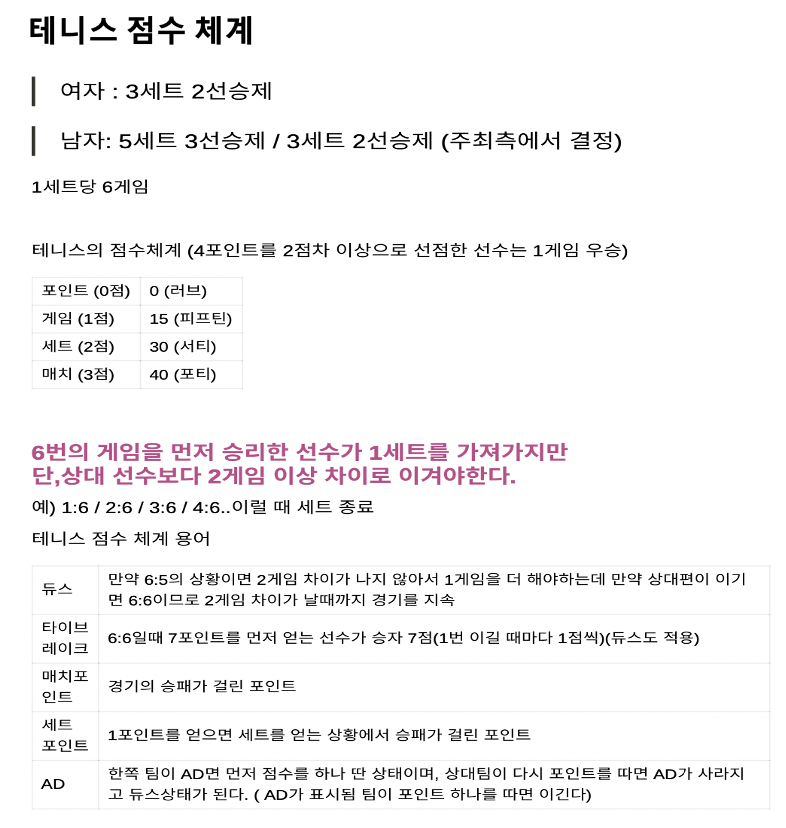 테니스 점수 체계
여자 : 3세트 2선승제
남자: 5세트 3선승제 / 3세트 2선승제 (주최측에서 결정)
1세트당 6게임
테니스의 점수체계 (4포인트를 2점차 이상으로 선점한 선수는 1게임 우승)
포인트 (0점) 0 (러브)
게임 (1점) 15 (피프틴)
세트 (2점) 30 (서티)
매치 (3점) 40 (포티)
6번의 게임을 먼저 승리한 선수가 1세트를 가져가지만
단,상대 선수보다 2게임 이상 차이로 이겨야한다.
예) 1:6 / 2:6 / 3:6 / 4:6..이럴 때 세트 종료
테니스 점수 체계 용어
듀스
만약 6:5의 상황이면 2게임 차이가 나지 않아서 1게임을 더 해야하는데 만약 상대편이 이기
면 6:6이므로 2게임 차이가 날때까지 경기를 지속
타이브
레이크
6:6일때 7포인트를 먼저 얻는 선수가 승자 7점(1번 이길 때마다 1점씩)(듀스도 적용)
매치포
인트
경기의 승패가 걸린 포인트
세트
포인트
1포인트를 얻으면 세트를 얻는 상황에서 승패가 걸린 포인트
AD
한쪽 팀이 AD면 먼저 점수를 하나 딴 상태이며, 상대팀이 다시 포인트를 따면 AD가 사라지
고 듀스상태가 된다. ( AD가 표시됨 팀이 포인트 하나를 따면 이긴다)